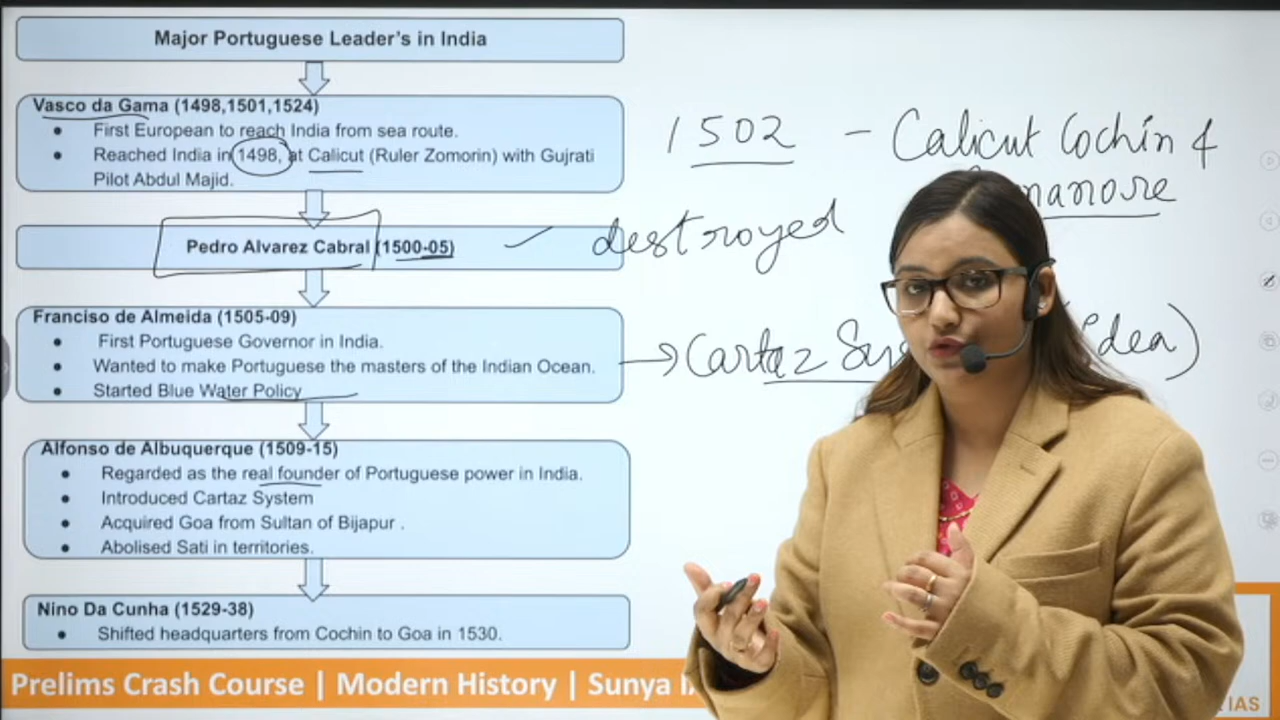 Major Portuguese Leader's in India
Vasco da Gama (1498,1501,1524)
• First European to reach India from sea route.
• Reached India in 1498, at Calicut (Ruler Zomorin) with Gujrati
Pilot Abdul Majid.
Pedro Alvarez Cabral (1500-05)
Franciso de Almeida (1505-09)
• First Portuguese Governor in India.
• Wanted to make Portuguese the masters of the Indian Ocean.
• Started Blue Water Policy
Alfonso de Albuquerque (1509-15)
• Regarded as the real founder of Portuguese power in India.
• Introduced Cartaz System
• Acquired Goa from Sultan of Bijapur .
• Abolised Sati in territories.
Nino Da Cunha (1529-38)
• Shifted headquarters from Cochin to Goa in 1530.
1502 – Calicut Cochin &
destroyed
→ Cartaz
Prelims Crash Course | Modern History | Sunya
IAS